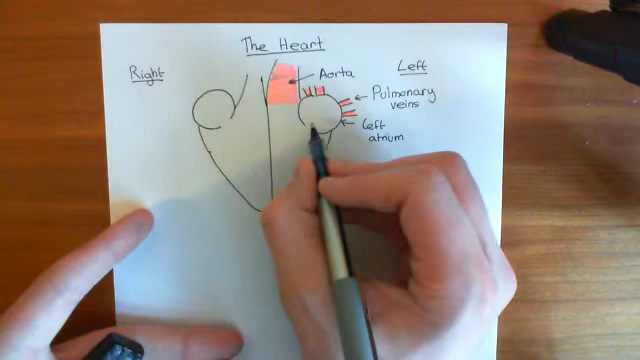 The Heart
Right
Left
Aorta
Pulmonary
veins
Left
atrium